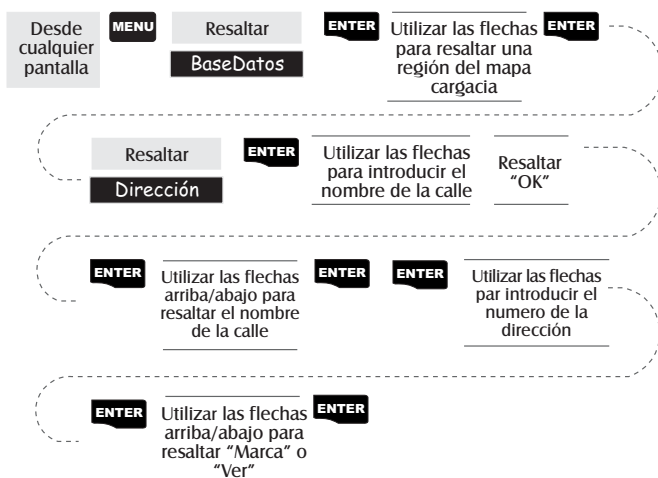 Desde
cualquier
pantalla
MENU
Resaltar
BaseDatos
ENTER
Utilizar las flechas
para resaltar una
región del mapa
cargacia
ENTER
Resaltar
Dirección
ENTER
Utilizar las flechas
para introducir el
nombre de la calle
Resaltar
“OK”
ENTER
Utilizar las flechas
arriba/abajo para
resaltar el nombre
de la calle
ENTER
ENTER
Utilizar las flechas
par introducir el
numero de la
dirección
ENTER
Utilizar las flechas
arriba/abajo para
resaltar “Marca” o
“Ver”
ENTER